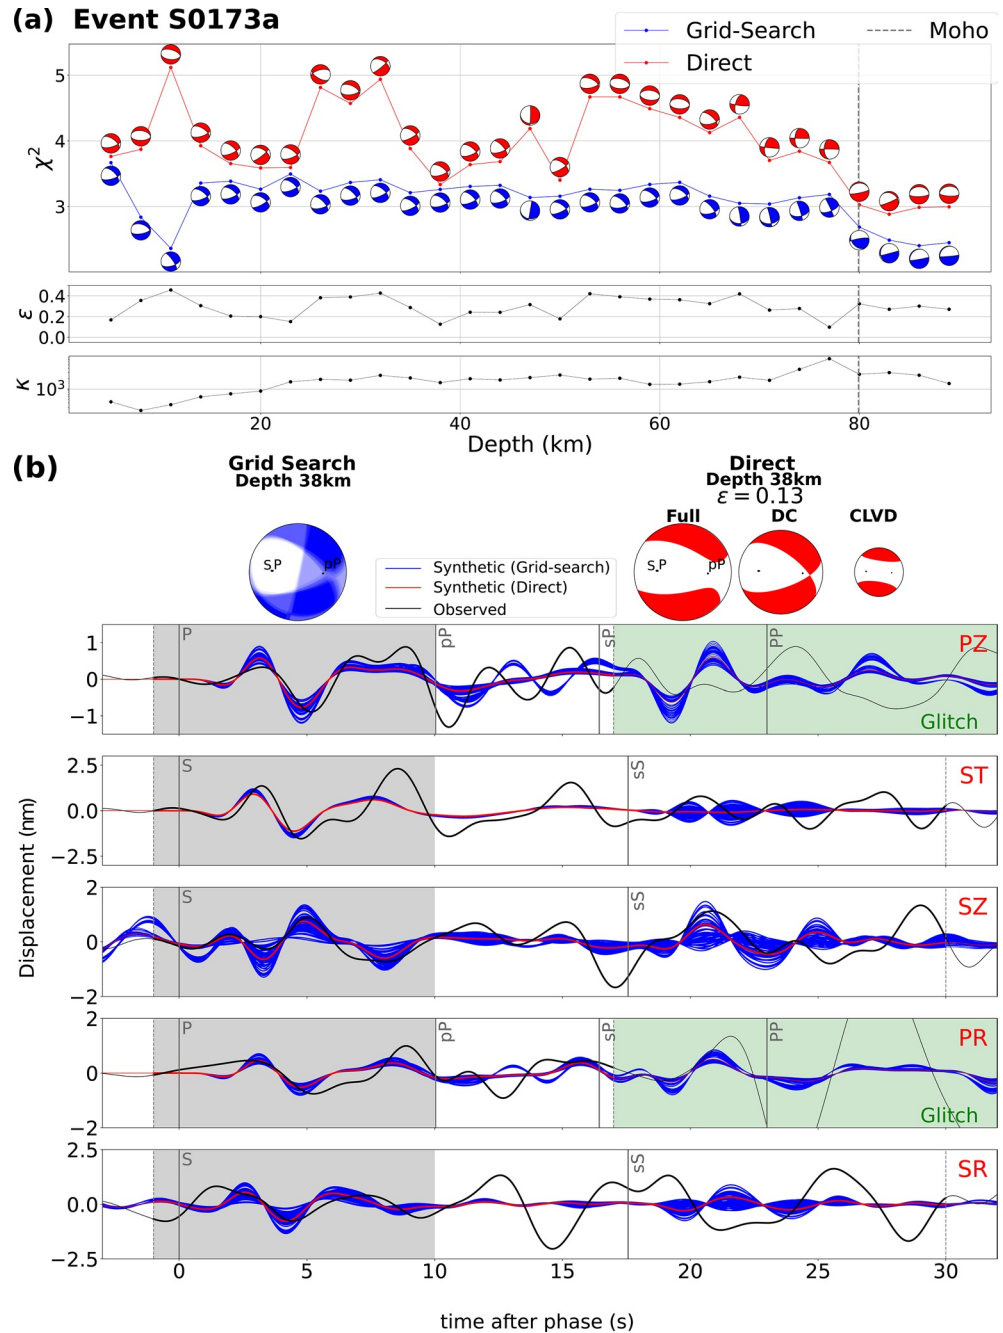 (a) Event S0173a
Grid-Search
Direct
Moho
5
4
3
χ²
0.4
0.2
0.0
ε
10³
κ
20
40
60
80
Depth (km)
(b)
Grid Search
Depth 38km
Direct
Depth 38km
ε = 0.13
Full
DC
CLVD
S.P
pP
S.P
pP
Synthetic (Grid-search)
Synthetic (Direct)
Observed
1
0
−1
P
pP
sP
PP
PZ
Glitch
2.5
0.0
−2.5
S
sS
ST
2
0
−2
S
sS
SZ
2
0
−2
P
pP
sP
PP
PR
Glitch
2.5
0.0
−2.5
S
sS
SR
Displacement (nm)
0
5
10
15
20
25
30
time after phase (s)